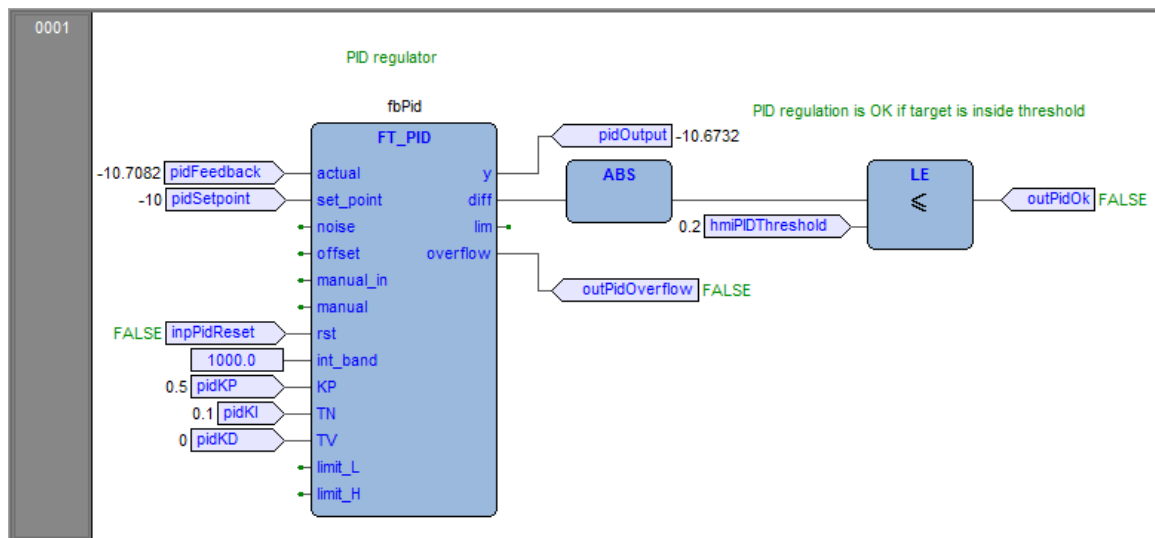 0001
PID regulator
fbPid
PID regulation is OK if target is inside threshold
FT_PID
pidOutput -10.6732
-10.7082 pidFeedback actual y
ABS
LE
-10 pidSetpoint set_point diff
≤
outPidOk FALSE
noise lim
0.2 hmiPIDThreshold
offset overflow
manual_in
outPidOverflow FALSE
manual
FALSE inpPidReset rst
1000.0 int_band
0.5 pidKP KP
0.1 pidKI TN
0 pidKD TV
limit_L
limit_H